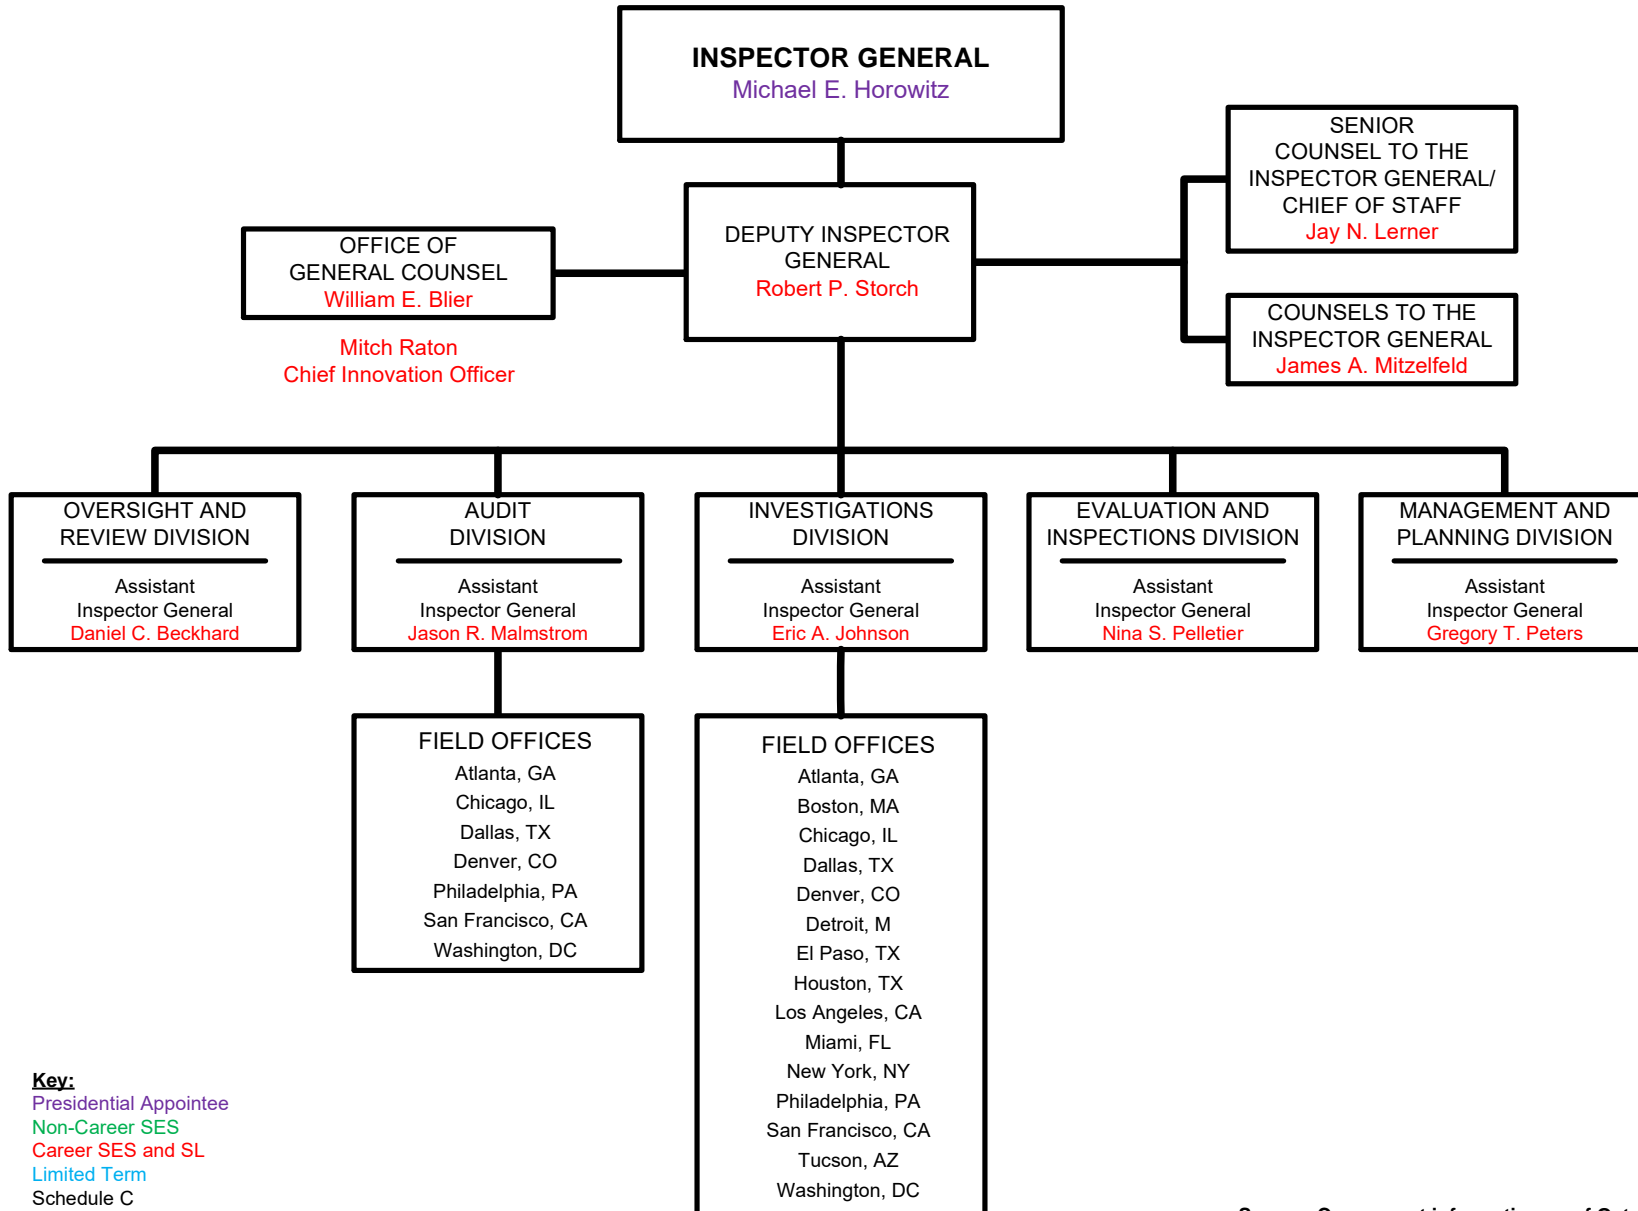 INSPECTOR GENERAL
Michael E. Horowitz
SENIOR
COUNSEL TO THE
INSPECTOR GENERAL/
CHIEF OF STAFF
Jay N. Lerner
DEPUTY INSPECTOR
GENERAL
Robert P. Storch
OFFICE OF
GENERAL COUNSEL
William E. Blier
Mitch Raton
Chief Innovation Officer
COUNSELS TO THE
INSPECTOR GENERAL
James A. Mitzelfeld
OVERSIGHT AND
REVIEW DIVISION
Assistant
Inspector General
Daniel C. Beckhard
AUDIT
DIVISION
Assistant
Inspector General
Jason R. Malmstrom
INVESTIGATIONS
DIVISION
Assistant
Inspector General
Eric A. Johnson
EVALUATION AND
INSPECTIONS DIVISION
Assistant
Inspector General
Nina S. Pelletier
MANAGEMENT AND
PLANNING DIVISION
Assistant
Inspector General
Gregory T. Peters
FIELD OFFICES
Atlanta, GA
Chicago, IL
Dallas, TX
Denver, CO
Philadelphia, PA
San Francisco, CA
Washington, DC
FIELD OFFICES
Atlanta, GA
Boston, MA
Chicago, IL
Dallas, TX
Denver, CO
Detroit, M
El Paso, TX
Houston, TX
Los Angeles, CA
Miami, FL
New York, NY
Philadelphia, PA
San Francisco, CA
Tucson, AZ
Washington, DC
Key:
Presidential Appointee
Non-Career SES
Career SES and SL
Limited Term
Schedule C